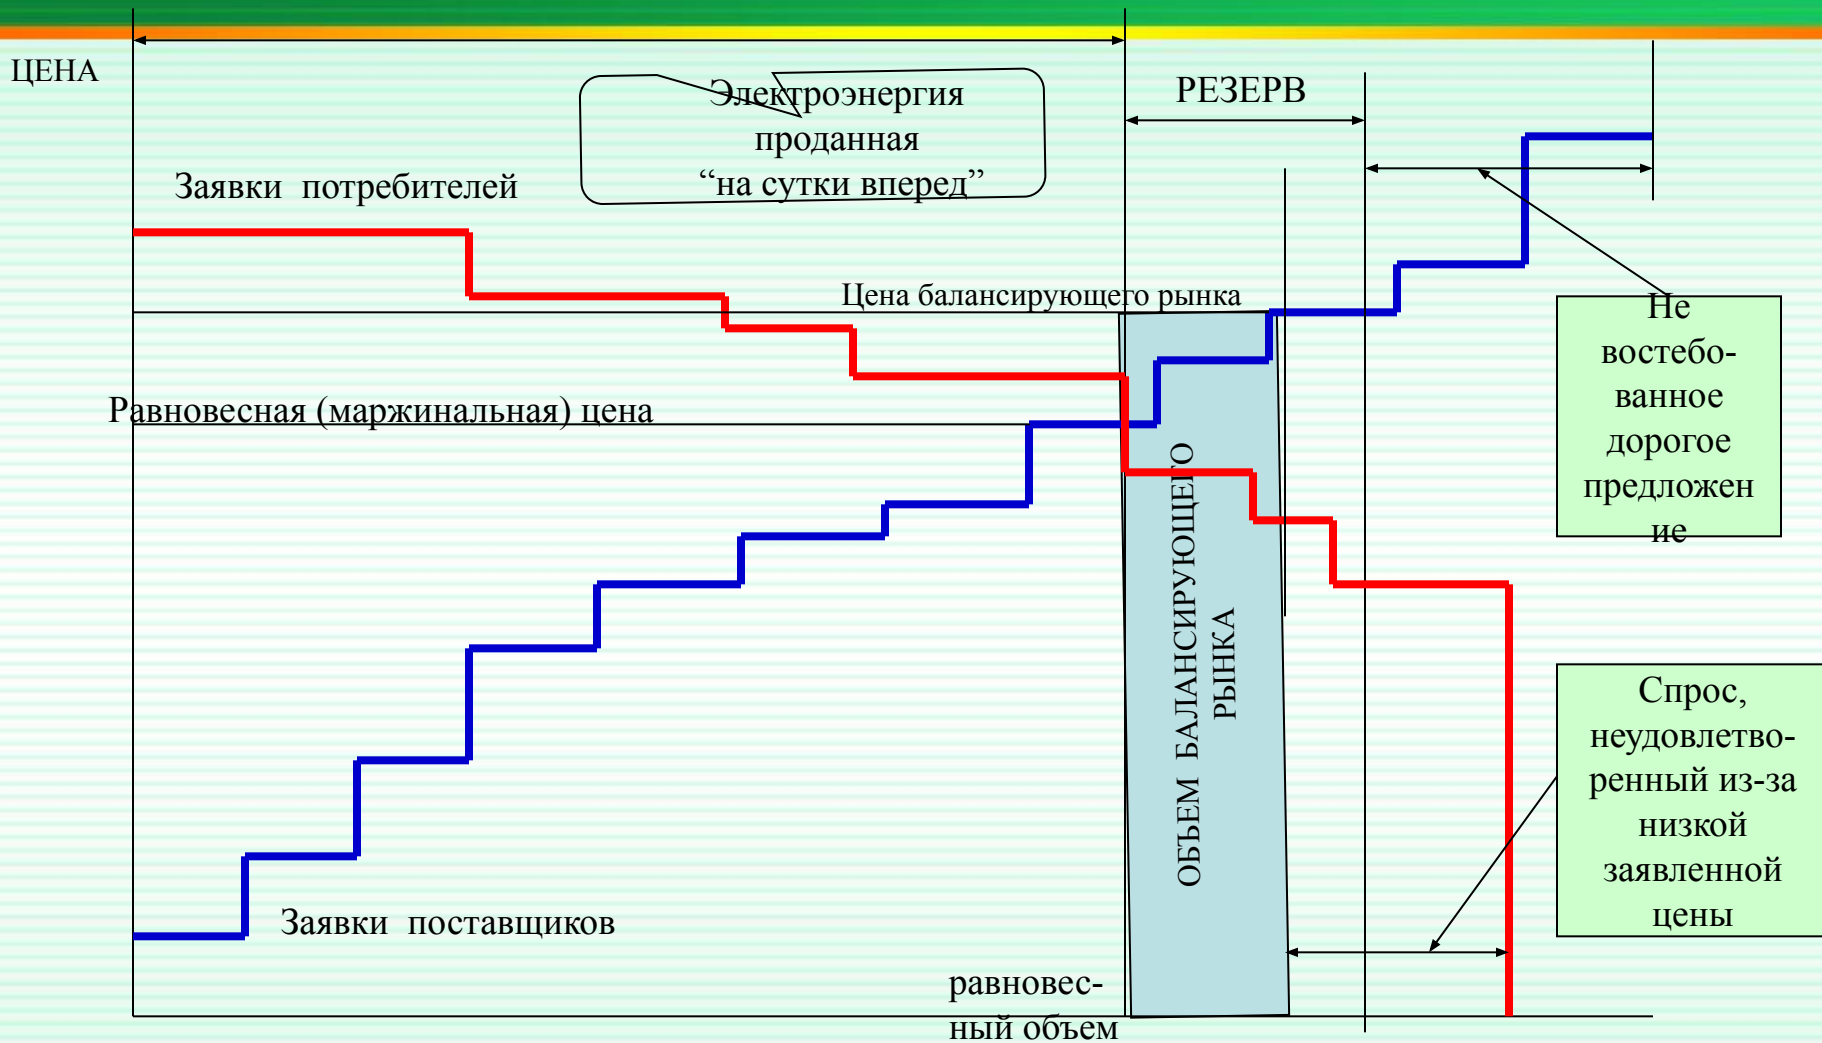 ЦЕНА
Электроэнергия
проданная
“на сутки вперед”
РЕЗЕРВ
Заявки потребителей
Цена балансирующего рынка
Не
востебо-
ванное
дорогое
предложен
ие
Равновесная (маржинальная) цена
ОБЪЕМ БАЛАНСИРУЮЩЕГО
РЫНКА
Спрос,
неудовлетво-
ренный из-за
низкой
заявленной
цены
Заявки поставщиков
равновес-
ный объем